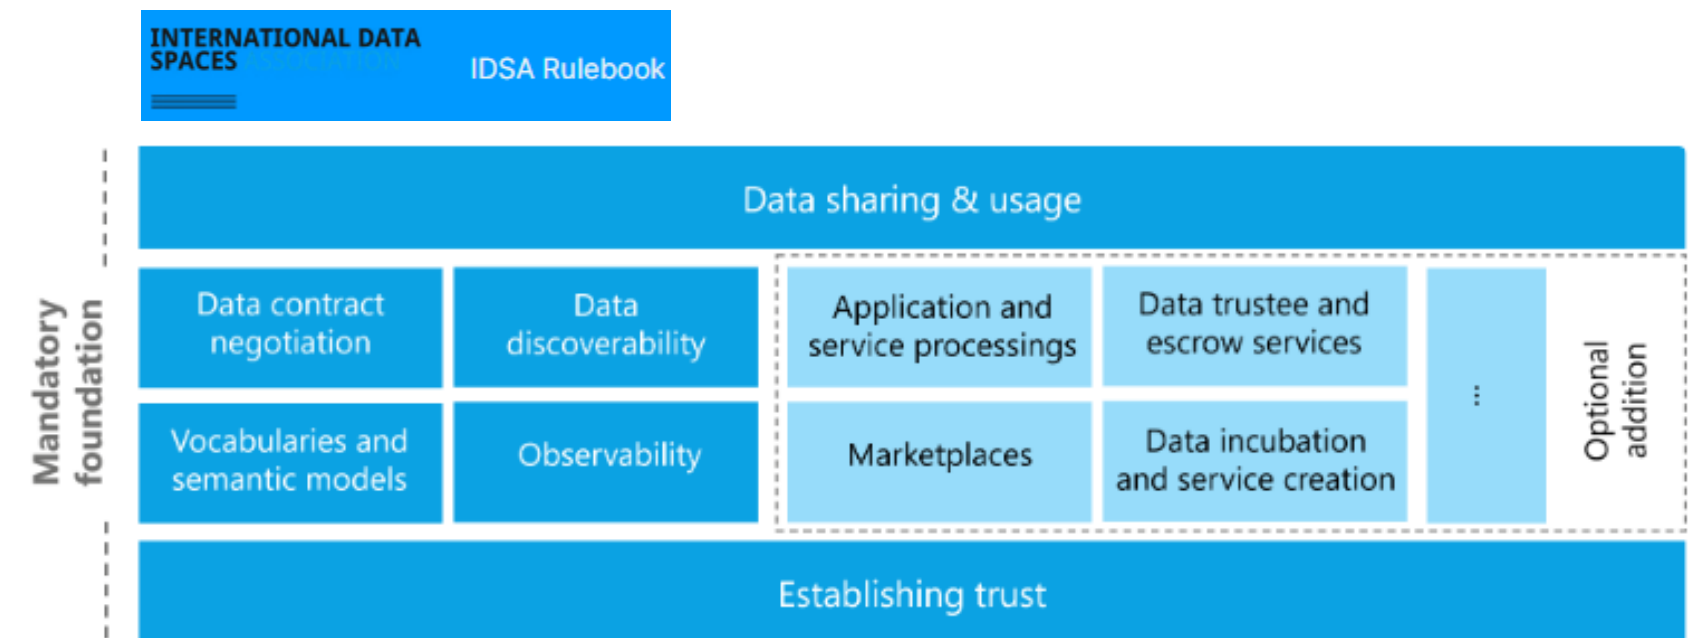 INTERNATIONAL DATA
SPACES ASSOCIATION
IDSA Rulebook
Data sharing & usage
Mandatory
foundation
Data contract
negotiation
Data
discoverability
Application and
service processings
Data trustee and
escrow services
...
Optional
addition
Vocabularies and
semantic models
Observability
Marketplaces
Data incubation
and service creation
Establishing trust